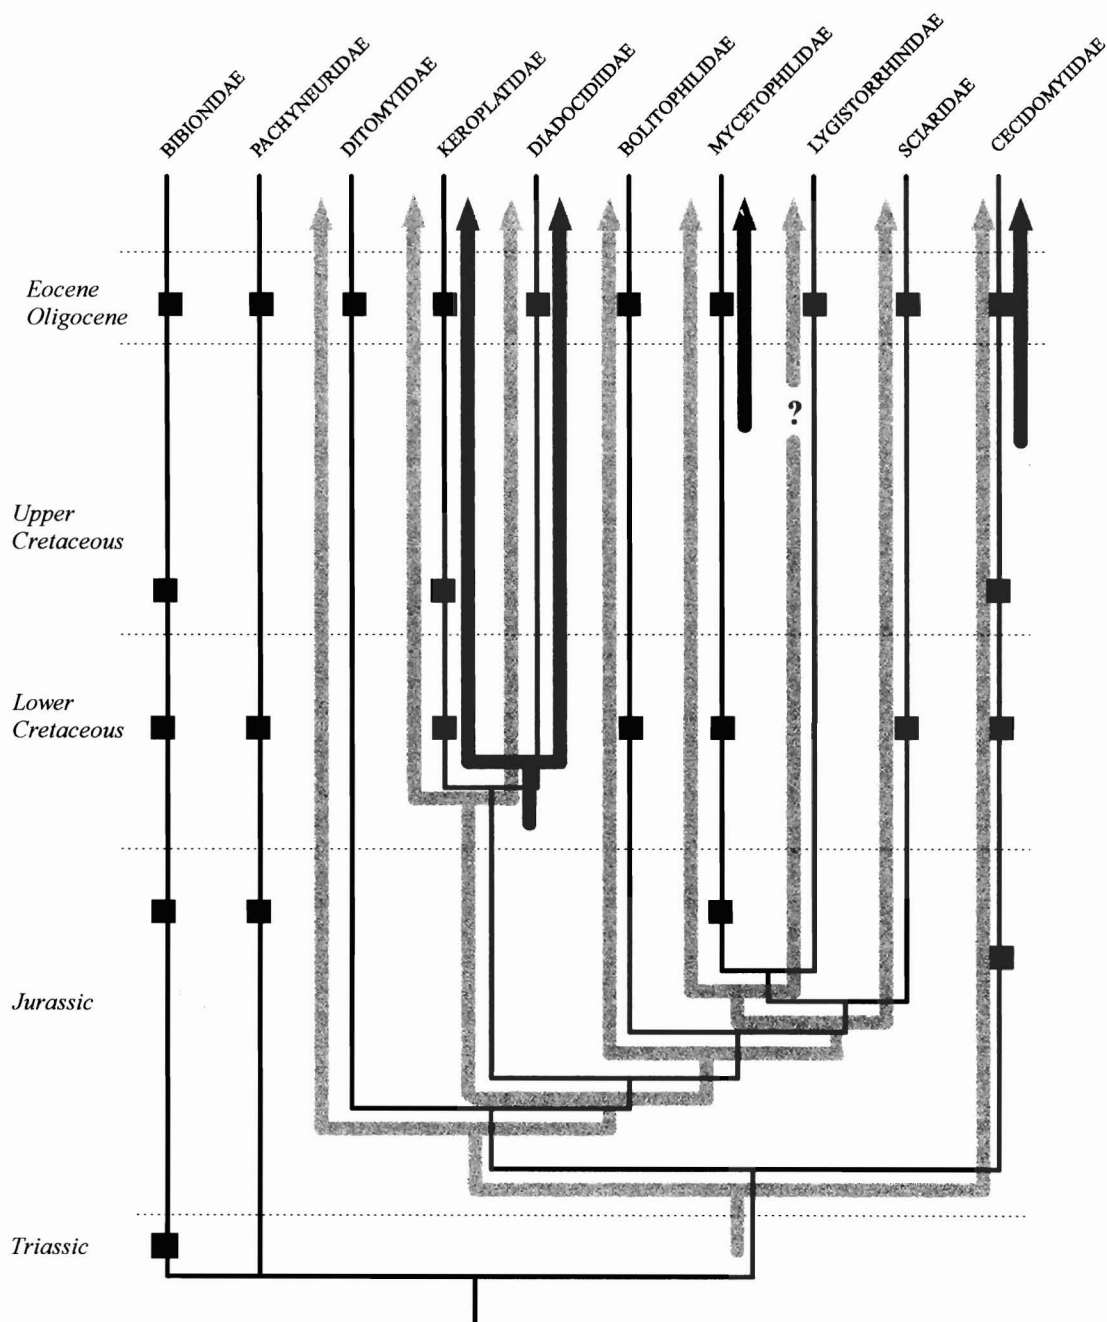 BIBIONIDAE
PACHYNEURIDAE
DITOMYIIDAE
KEROPLATIDAE
DIADOCIDIIDAE
BOLITOPHILIDAE
MYCETOPHILIDAE
LYGISTORRHINIDAE
SCIARIDAE
CECIDOMYIIDAE
Eocene
Oligocene
?
Upper
Cretaceous
Lower
Cretaceous
Jurassic
Triassic